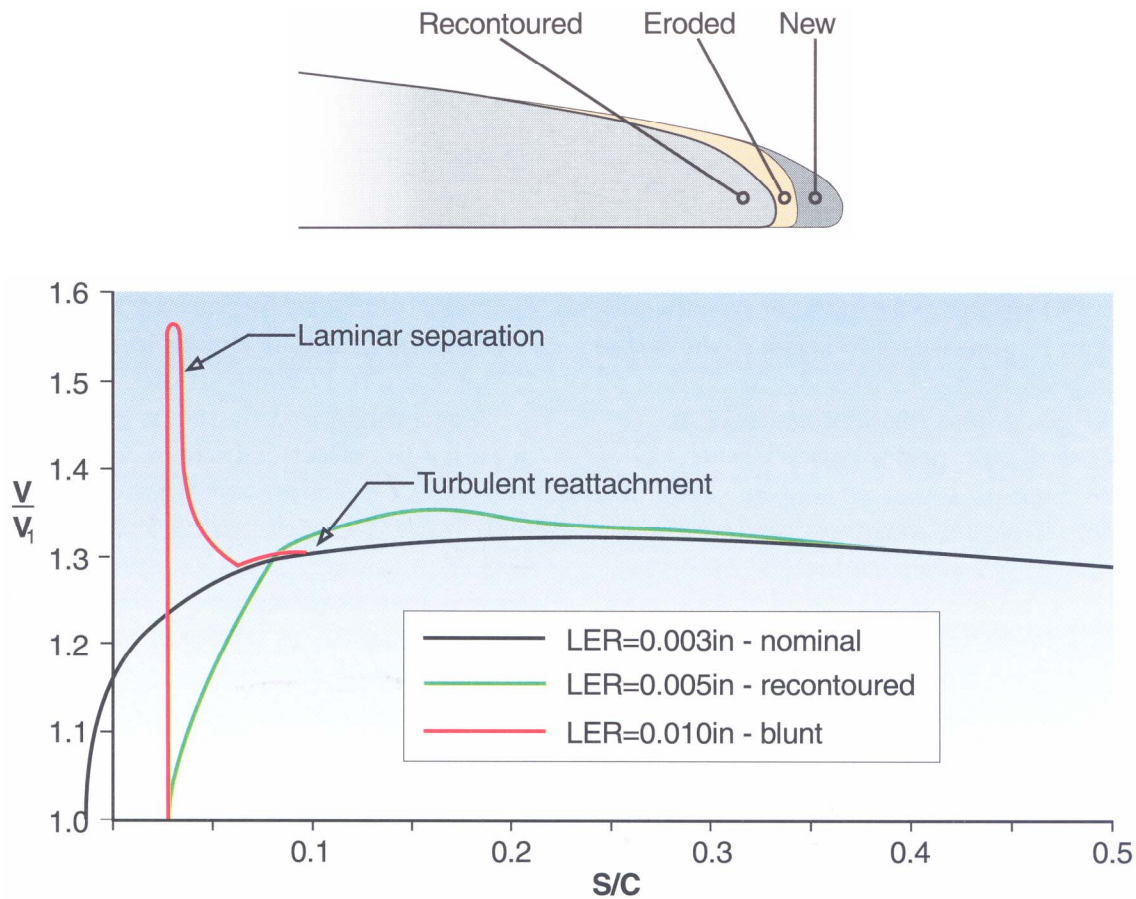 Recontoured Eroded New
1.6
1.5
1.4
1.3
1.2
1.1
1.0
V
V1
Laminar separation
Turbulent reattachment
LER=0.003in - nominal
LER=0.005in - recontoured
LER=0.010in - blunt
0.1 0.2 0.3 0.4 0.5
S/C